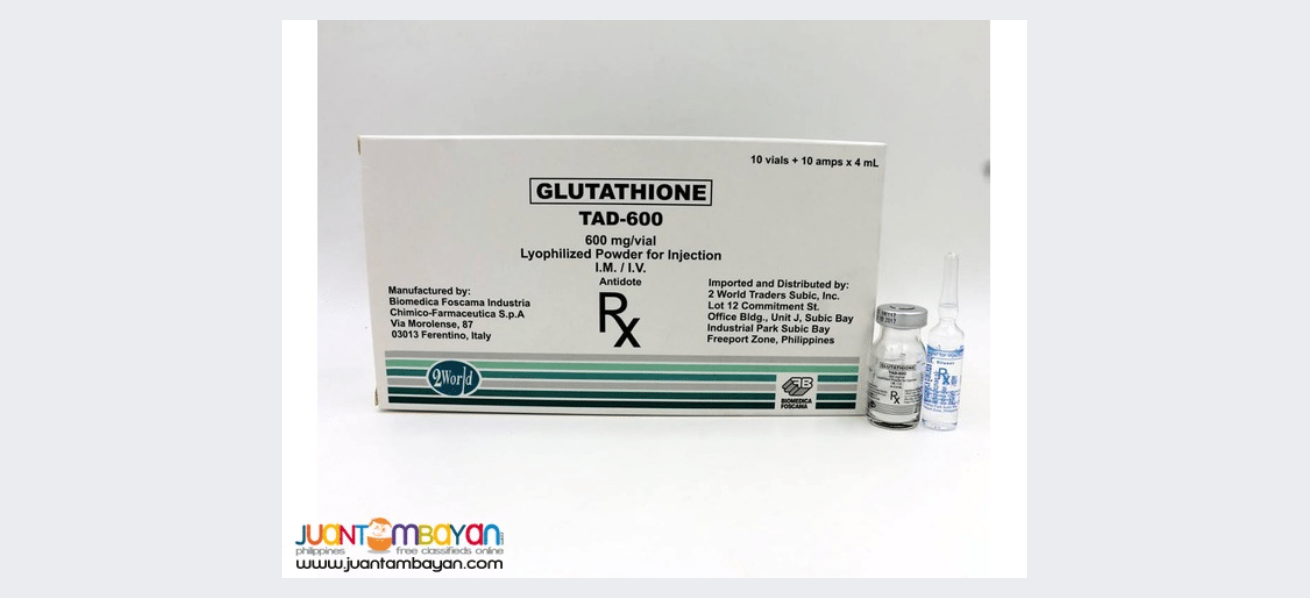 10 vials + 10 amps x 4 mL
GLUTATHIONE
TAD-600
600 mg/vial
Lyophilized Powder for Injection
I.M. / I.V.
Antidote
Rx
Manufactured by:
Biomedica Foscama Industria
Chimico-Farmaceutica S.p.A
Via Morolense, 87
03013 Ferentino, Italy
Imported and Distributed by:
2 World Traders Subic, Inc.
Lot 12 Commitment St.
Office Bldg., Unit J, Subic Bay
Industrial Park Subic Bay
Freeport Zone, Philippines
2World
FB
BIOMEDICA
FOSCAMA
2017
GLUTATHIONE
TAD-600
Rx
Rx
JUANTAMBAYAN
philippines free classifieds online
www.juantambayan.com